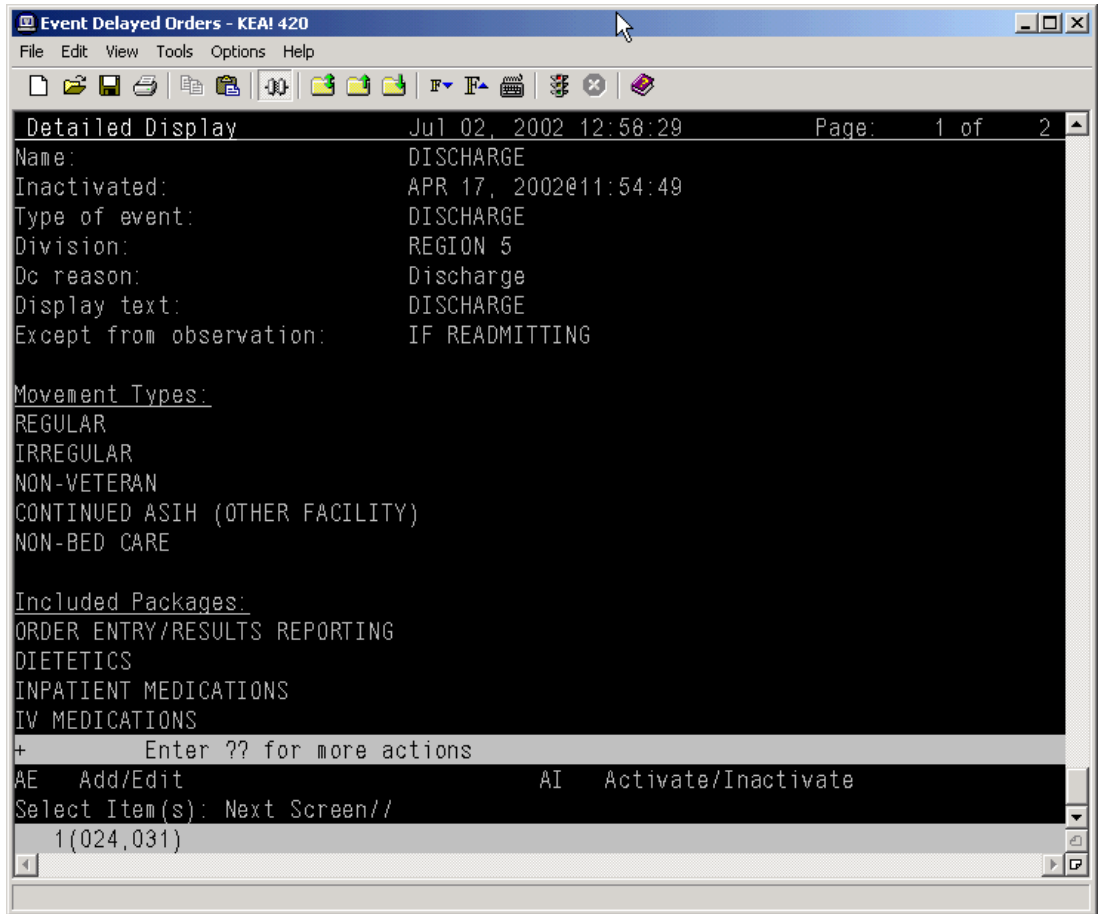 Event Delayed Orders - KEA! 420
File Edit View Tools Options Help
Detailed Display Jul 02, 2002 12:58:29 Page: 1 of 2
Name: DISCHARGE
Inactivated: APR 17, 2002@11:54:49
Type of event: DISCHARGE
Division: REGION 5
Dc reason: Discharge
Display text: DISCHARGE
Except from observation: IF READMITTING
Movement Types:
REGULAR
IRREGULAR
NON-VETERAN
CONTINUED ASIH (OTHER FACILITY)
NON-BED CARE
Included Packages:
ORDER ENTRY/RESULTS REPORTING
DIETETICS
INPATIENT MEDICATIONS
IV MEDICATIONS
+ Enter ?? for more actions
AE Add/Edit AI Activate/Inactivate
Select Item(s): Next Screen//
1(024,031)